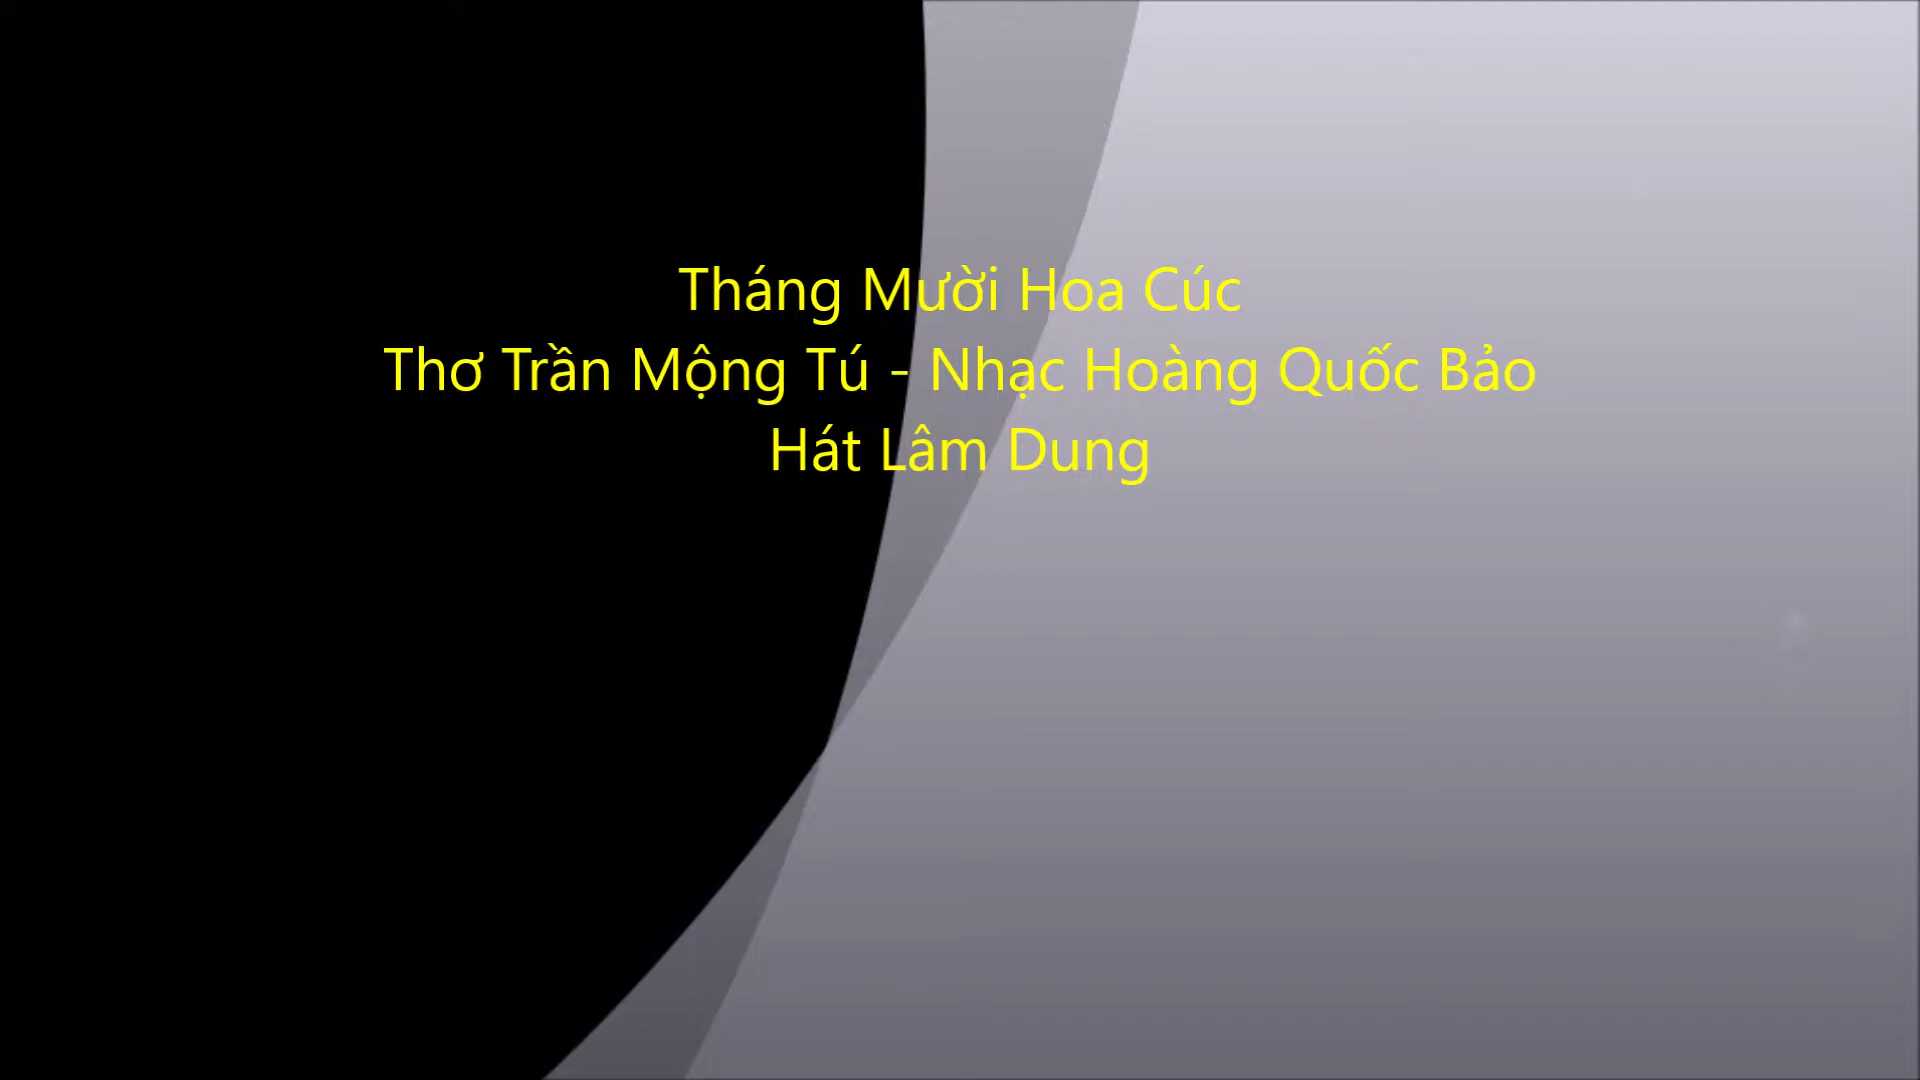 Tháng Mười Hoa Cúc
Thơ Trần Mộng Tú - Nhạc Hoàng Quốc Bảo
Hát Lâm Dung